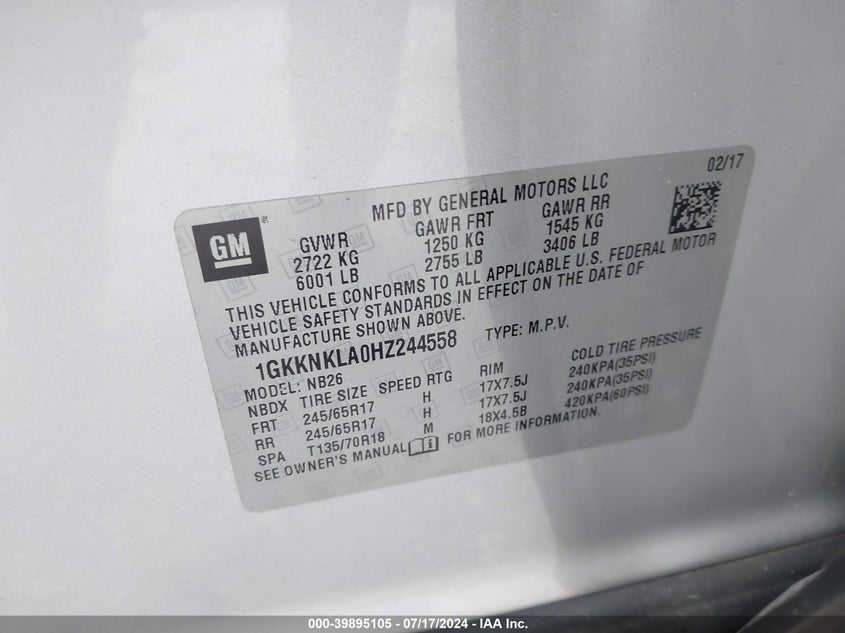 02/17
MFD BY GENERAL MOTORS LLC
GM ®
GVWR GAWR FRT GAWR RR
2722 KG 1250 KG 1545 KG
6001 LB 2755 LB 3406 LB
THIS VEHICLE CONFORMS TO ALL APPLICABLE U.S. FEDERAL MOTOR
VEHICLE SAFETY STANDARDS IN EFFECT ON THE DATE OF
MANUFACTURE SHOWN ABOVE.
1GKKNKLA0HZ244558 TYPE: M.P.V.
MODEL: NB26
NBDX TIRE SIZE SPEED RTG RIM COLD TIRE PRESSURE
FRT 245/65R17 H 17X7.5J 240KPA(35PSI)
RR 245/65R17 H 17X7.5J 240KPA(35PSI)
SPA T135/70R18 M 18X4.5B 420KPA(60PSI)
SEE OWNER'S MANUAL FOR MORE INFORMATION.
000-39895105 - 07/17/2024 - IAA Inc.